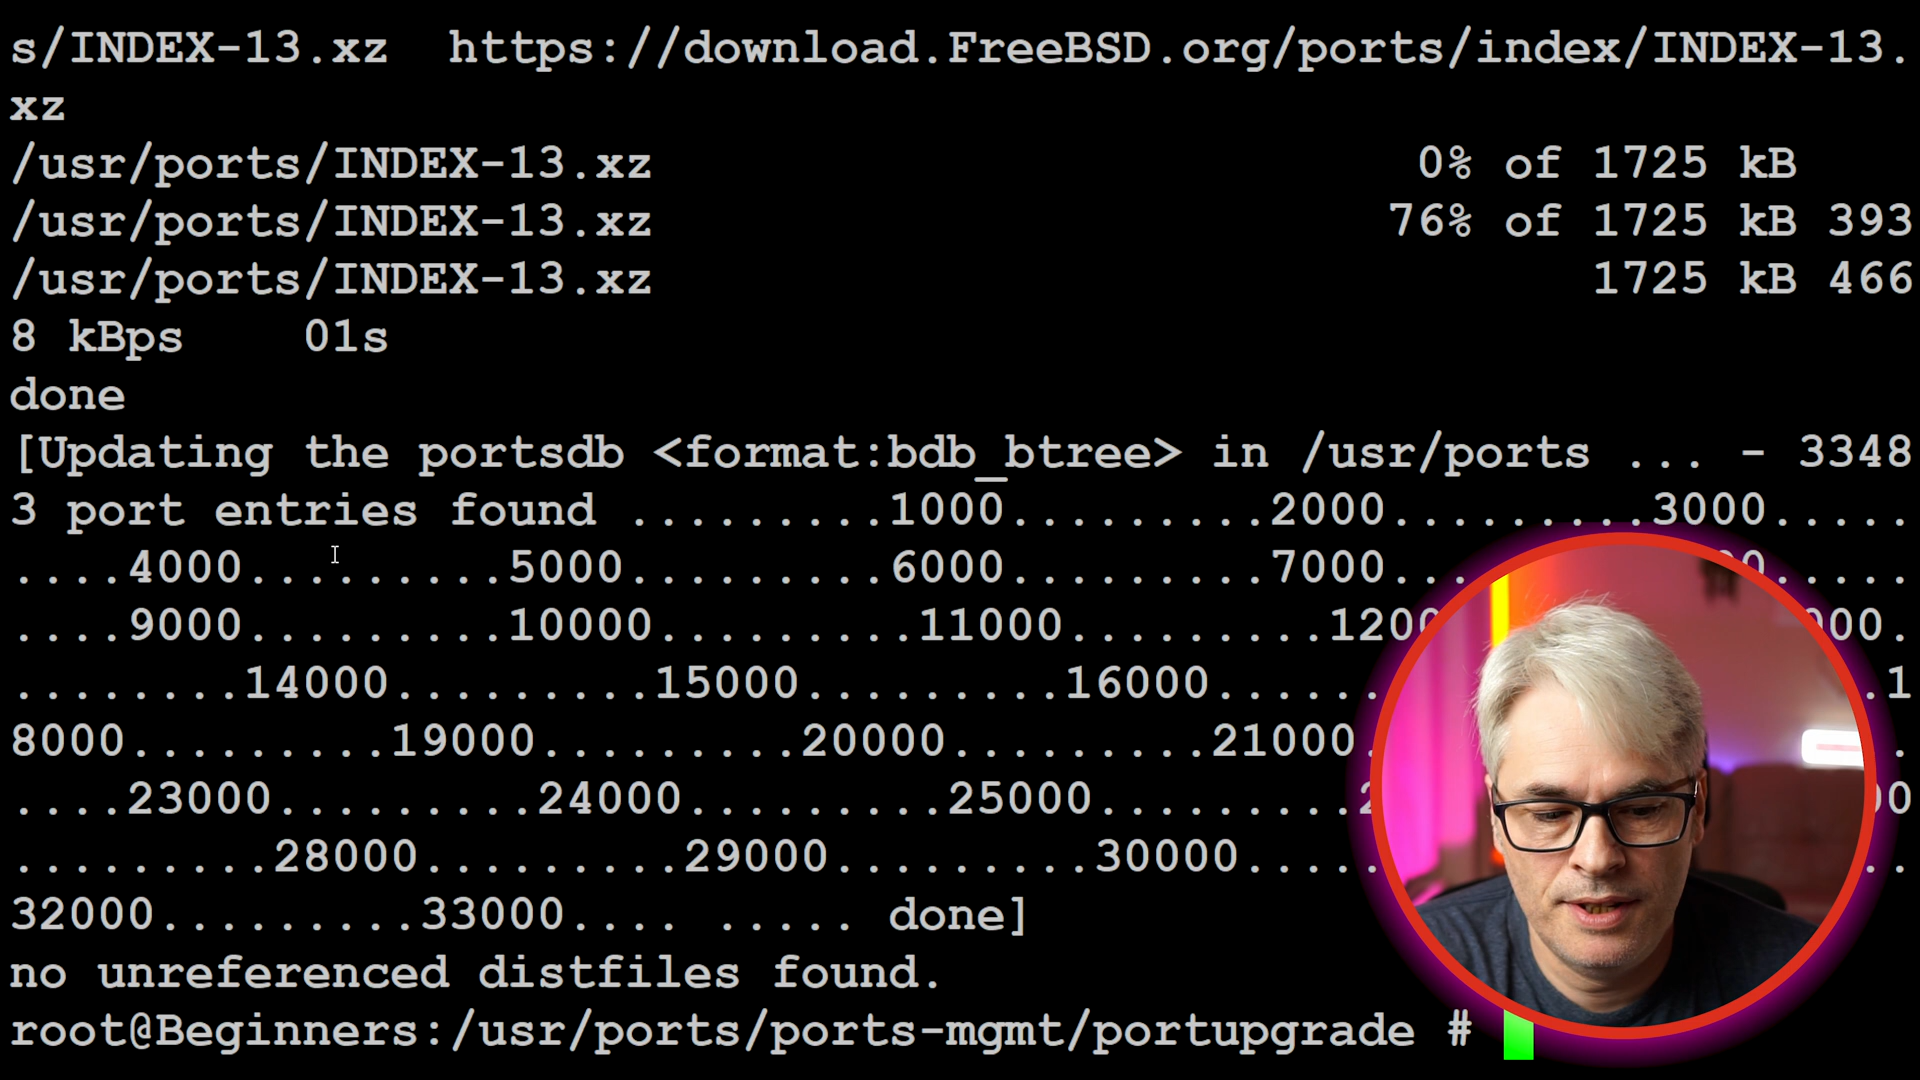 s/INDEX-13.xz  https://download.FreeBSD.org/ports/index/INDEX-13.
xz
/usr/ports/INDEX-13.xz 0% of 1725 kB
/usr/ports/INDEX-13.xz 76% of 1725 kB 393
/usr/ports/INDEX-13.xz 1725 kB 466
8 kBps    01s
done
[Updating the portsdb <format:bdb_btree> in /usr/ports ... - 3348
3 port entries found .........1000.........2000.........3000.....
....4000.........5000.........6000.........7000...
....9000.........10000.........11000.........
........14000.........15000.........16000......
8000.........19000.........20000.........21000.
....23000.........24000.........25000.........
.........28000.........29000.........30000.....
32000.........33000.... ..... done]
no unreferenced distfiles found.
root@Beginners:/usr/ports/ports-mgmt/portupgrade #